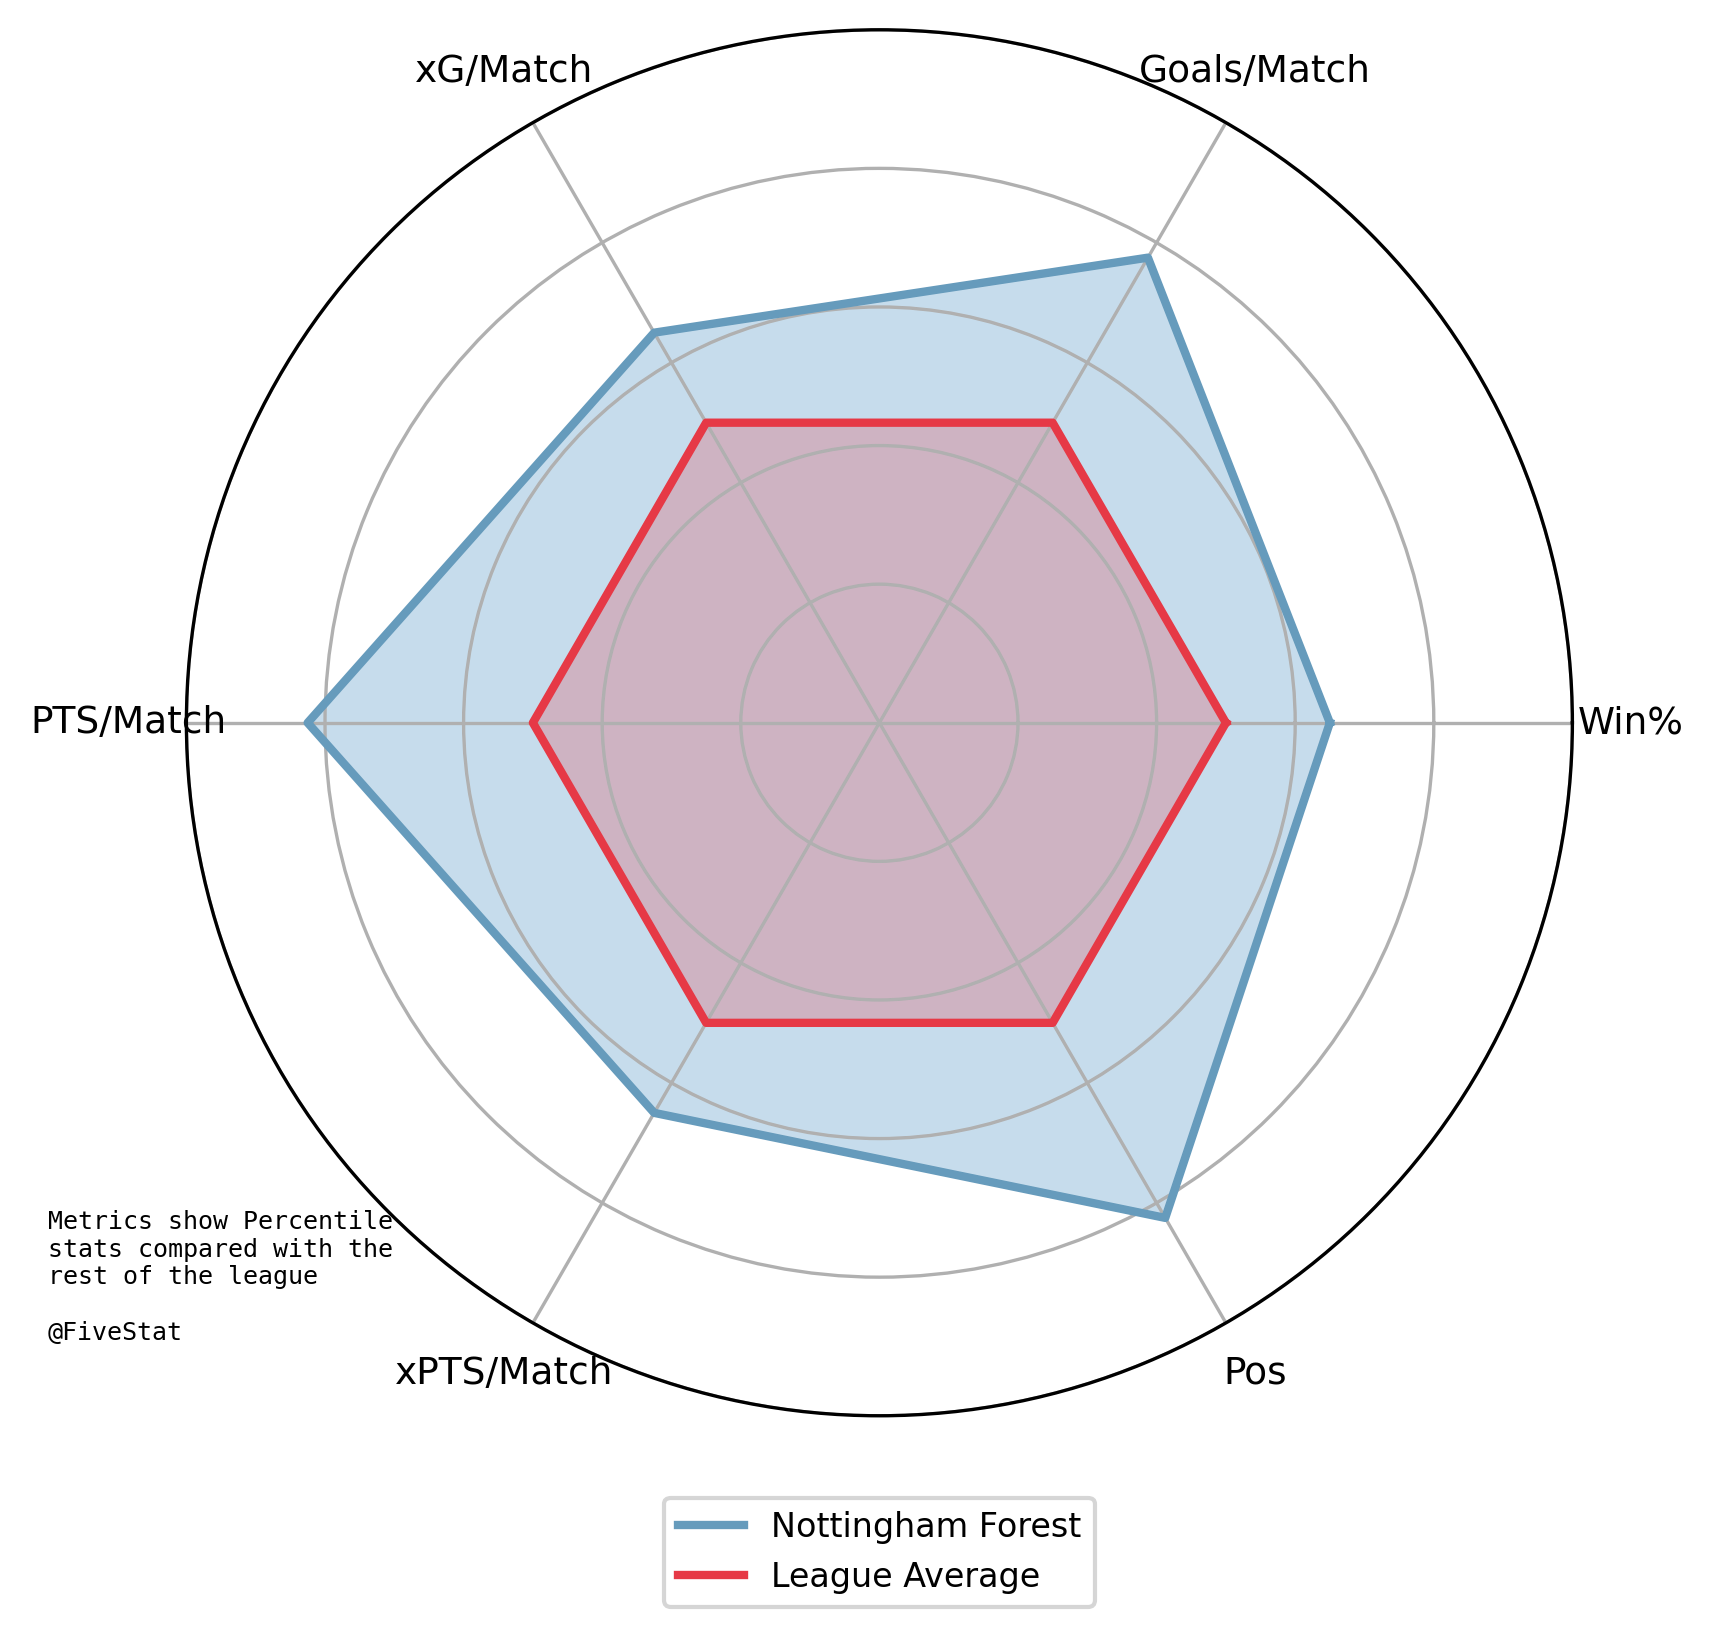 xG/Match
Goals/Match
PTS/Match
Win%
Metrics show Percentile
stats compared with the
rest of the league
@FiveStat
xPTS/Match
Pos
Nottingham Forest
League Average